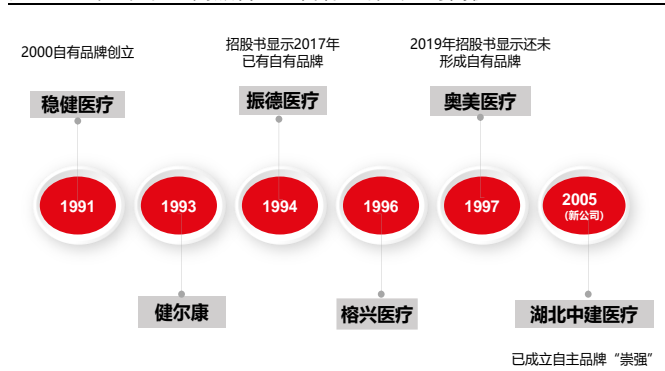 2000自有品牌创立
招股书显示2017年
已有自有品牌
2019年招股书显示还未
形成自有品牌
稳健医疗
振德医疗
奥美医疗
1991
1993
1994
1996
1997
2005
(新公司)
健尔康
榕兴医疗
湖北中建医疗
已成立自主品牌“崇强”